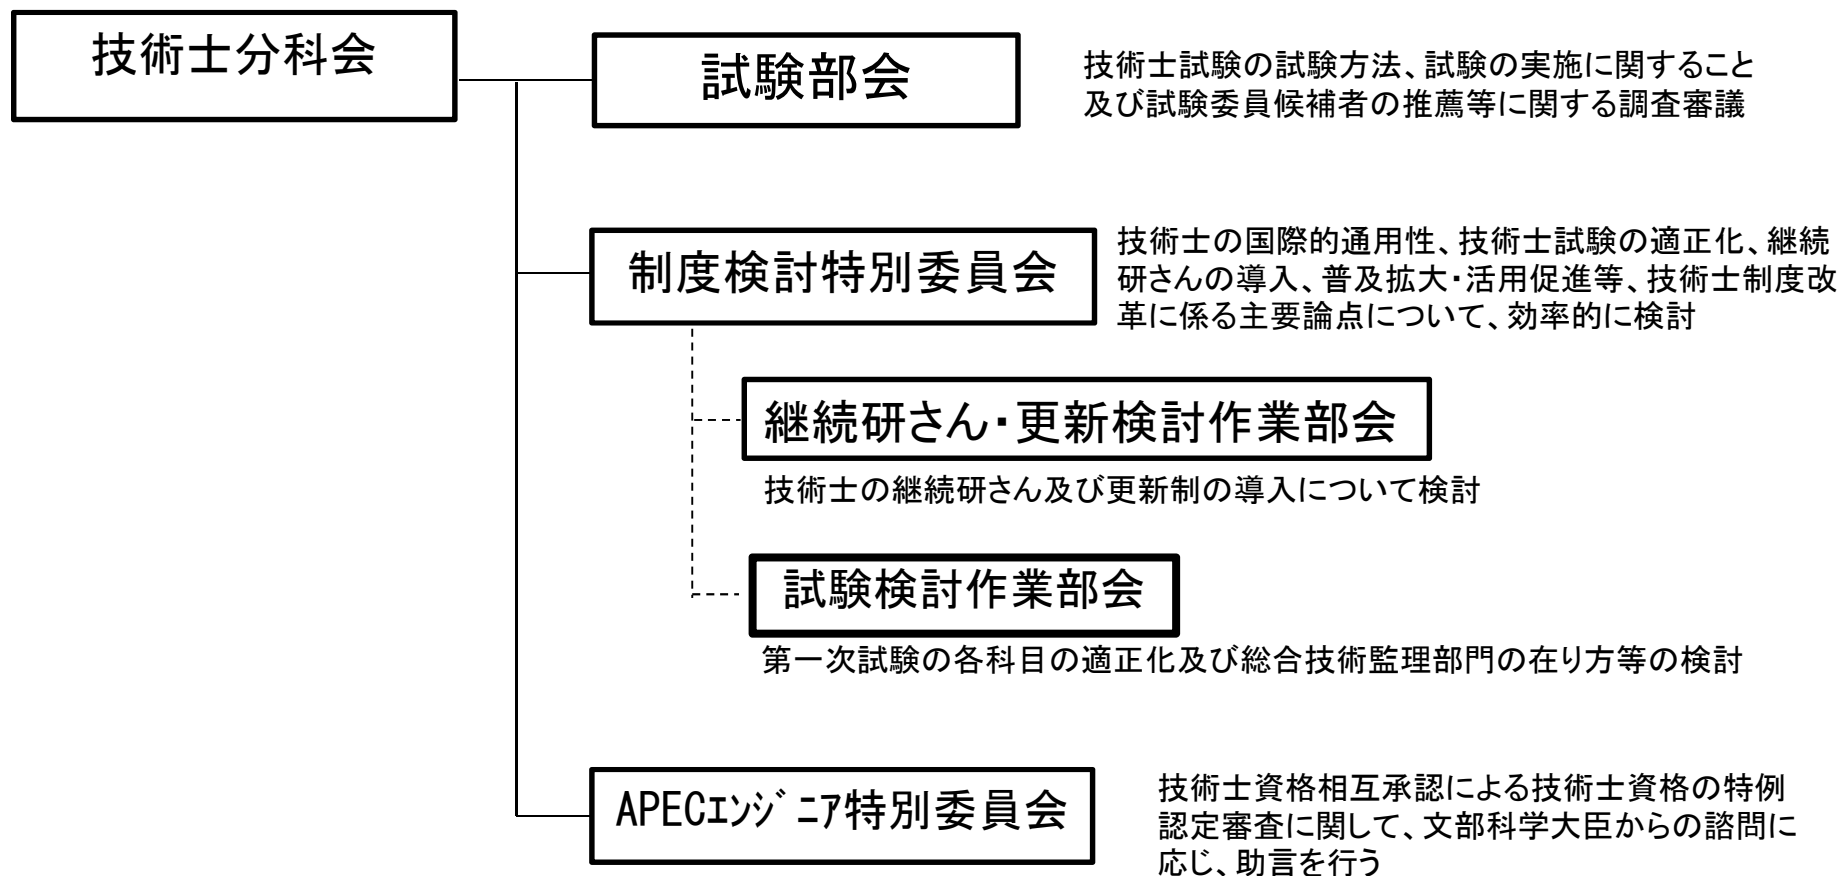 技術士分科会
試験部会
技術士試験の試験方法、試験の実施に関すること
及び試験委員候補者の推薦等に関する調査審議
制度検討特別委員会
技術士の国際的通用性、技術士試験の適正化、継続
研さんの導入、普及拡大・活用促進等、技術士制度改
革に係る主要論点について、効率的に検討
継続研さん・更新検討作業部会
技術士の継続研さん及び更新制の導入について検討
試験検討作業部会
第一次試験の各科目の適正化及び総合技術監理部門の在り方等の検討
APECｴﾝｼﾞﾆｱ特別委員会
技術士資格相互承認による技術士資格の特例
認定審査に関して、文部科学大臣からの諮問に
応じ、助言を行う